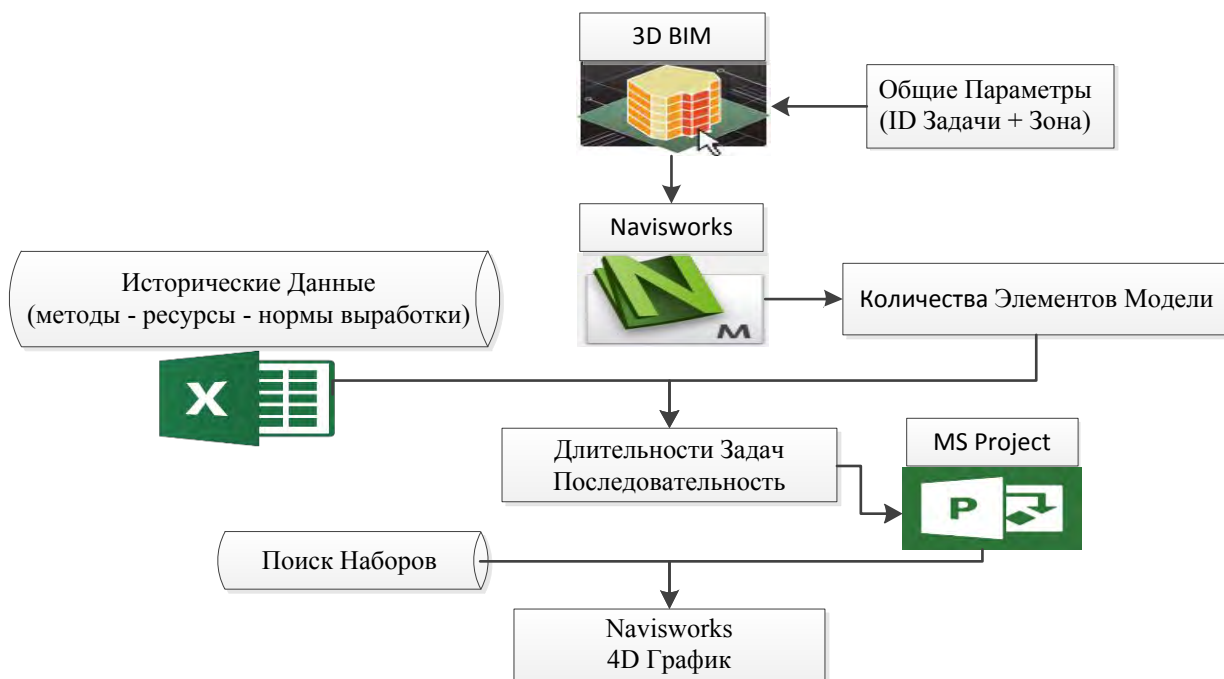 3D BIM
Общие Параметры
(ID Задачи + Зона)
Navisworks
N
M
Исторические Данные
(методы - ресурсы - нормы выработки)
X
Количества Элементов Модели
Длительности Задач
Последовательность
MS Project
P
Поиск Наборов
Navisworks
4D График